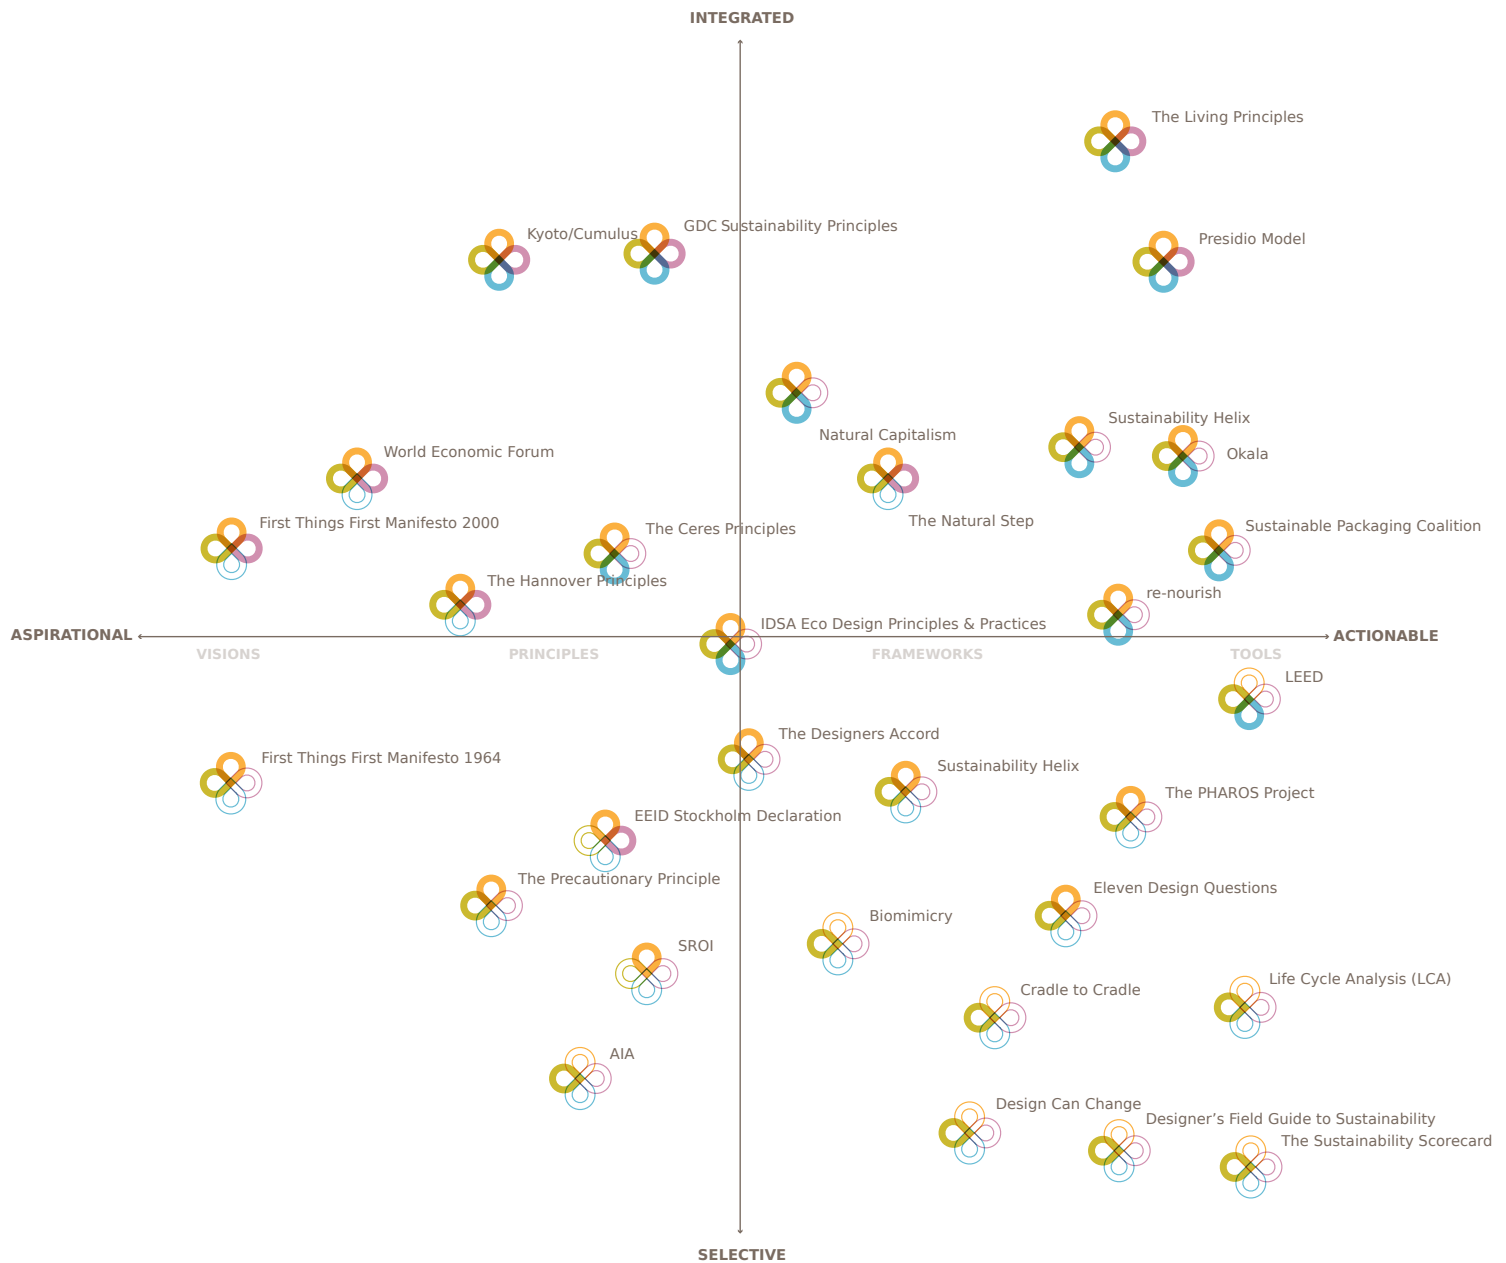 INTEGRATED
The Living Principles
Kyoto/Cumulus
GDC Sustainability Principles
Presidio Model
Natural Capitalism
Sustainability Helix
World Economic Forum
Okala
The Natural Step
First Things First Manifesto 2000
The Ceres Principles
Sustainable Packaging Coalition
The Hannover Principles
re-nourish
IDSA Eco Design Principles & Practices
ASPIRATIONAL
ACTIONABLE
VISIONS
PRINCIPLES
FRAMEWORKS
TOOLS
LEED
The Designers Accord
First Things First Manifesto 1964
Sustainability Helix
The PHAROS Project
EEID Stockholm Declaration
The Precautionary Principle
Eleven Design Questions
Biomimicry
SROI
Life Cycle Analysis (LCA)
Cradle to Cradle
AIA
Design Can Change
Designer’s Field Guide to Sustainability
The Sustainability Scorecard
SELECTIVE